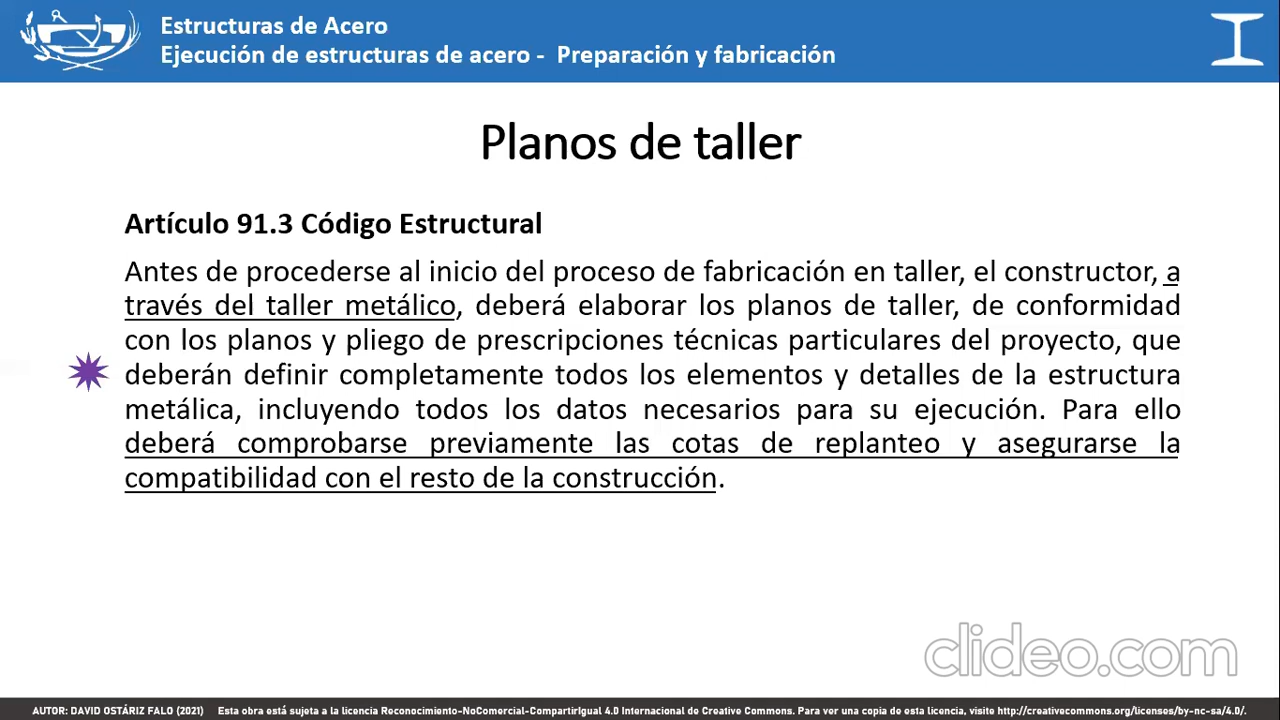 Estructuras de Acero
Ejecución de estructuras de acero - Preparación y fabricación
Planos de taller
Artículo 91.3 Código Estructural
Antes de procederse al inicio del proceso de fabricación en taller, el constructor, a
través del taller metálico, deberá elaborar los planos de taller, de conformidad
con los planos y pliego de prescripciones técnicas particulares del proyecto, que
deberán definir completamente todos los elementos y detalles de la estructura
metálica, incluyendo todos los datos necesarios para su ejecución. Para ello
deberá comprobarse previamente las cotas de replanteo y asegurarse la
compatibilidad con el resto de la construcción.
clideo.com
AUTOR: DAVID OSTÁRIZ FALO (2021) Esta obra está sujeta a la licencia Reconocimiento-NoComercial-CompartirIgual 4.0 Internacional de Creative Commons. Para ver una copia de esta licencia, visite http://creativecommons.org/licenses/by-nc-sa/4.0/.